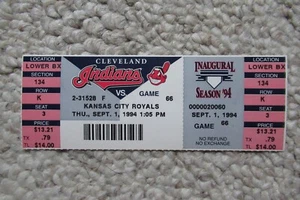 LOCATION
LOWER BX
SECTION
134
ROW
K
SEAT
3
PRICE
$13.21
TX .79
TL $14.00
CLEVELAND
Indians
2-31528 F VS GAME 66
KANSAS CITY ROYALS
THU., SEPT. 1, 1994 1:05 PM
INAUGURAL
SEASON '94
0000020060
SEPT. 1, 1994
GAME 66
NO REFUND
NO EXCHANGE
LOCATION
LOWER BX
SECTION
134
ROW
K
SEAT
3
PRICE
$13.21
TX .79
TL $14.00